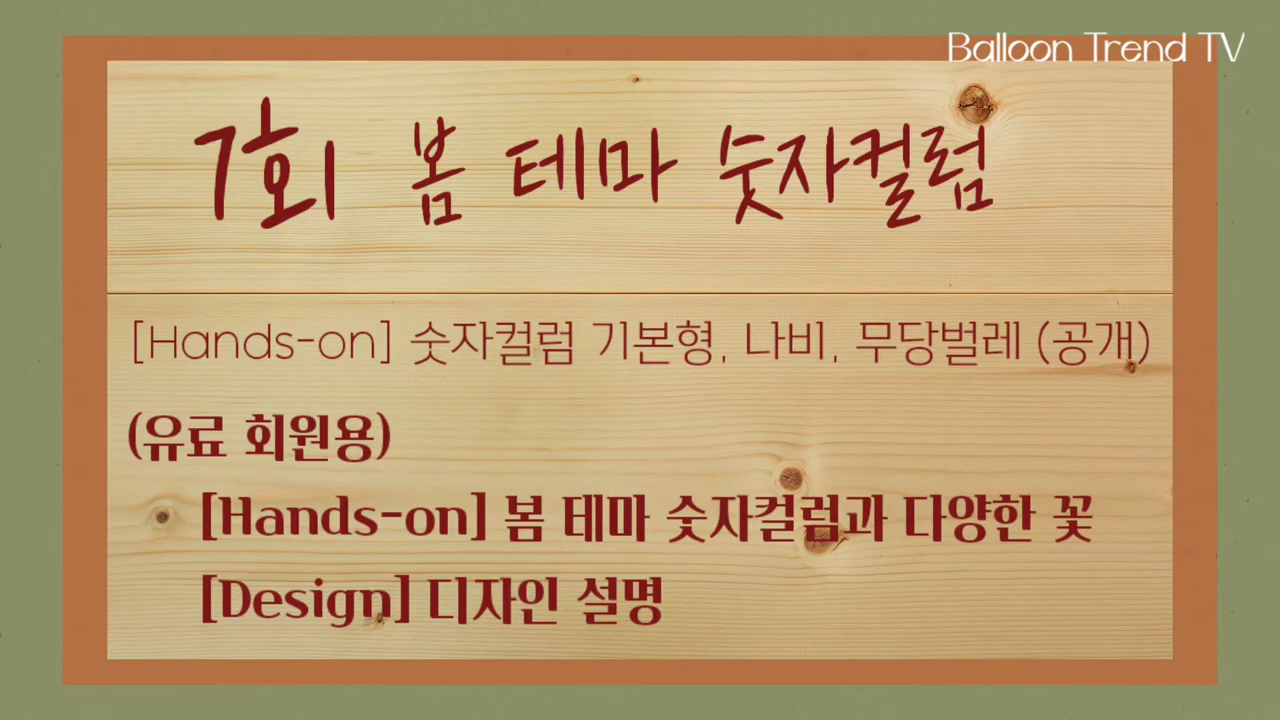 Balloon Trend TV
7회 봄 테마 숫자컬럼
[Hands-on] 숫자컬럼 기본형, 나비, 무당벌레 (공개)
(유료 회원용)
[Hands-on] 봄 테마 숫자컬럼과 다양한 꽃
[Design] 디자인 설명